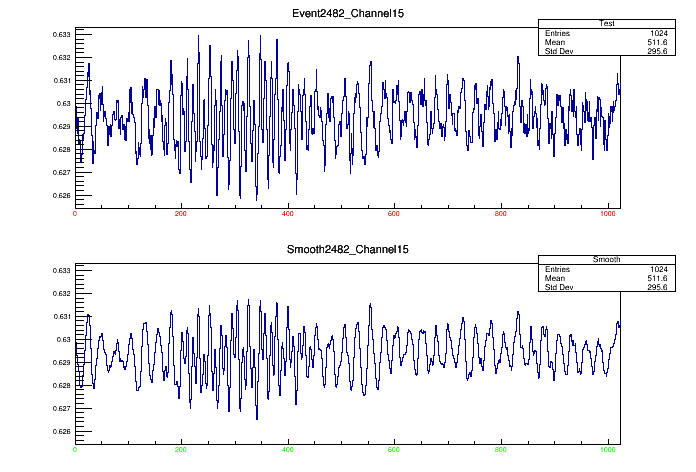 Event2482_Channel15
Test
Entries 1024
Mean 511.6
Std Dev 295.6
0.633
0.632
0.631
0.63
0.629
0.628
0.627
0.626
0 200 400 600 800 1000
Smooth2482_Channel15
Smooth
Entries 1024
Mean 511.6
Std Dev 295.6
0.633
0.632
0.631
0.63
0.629
0.628
0.627
0.626
0 200 400 600 800 1000